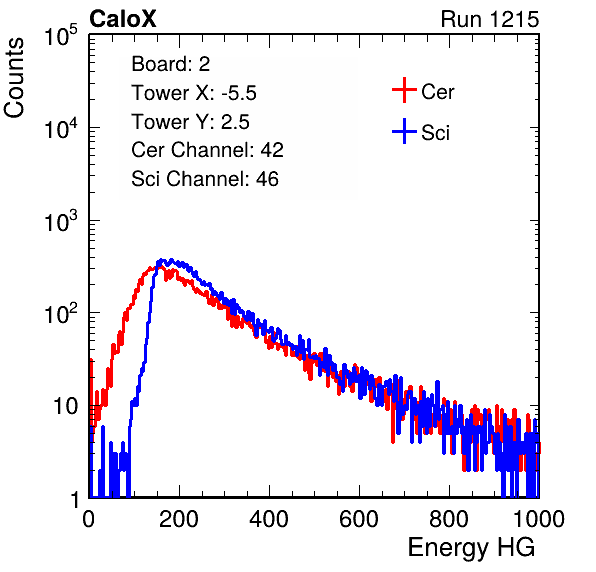 CaloX
Run 1215
Counts
10^5
10^4
10^3
10^2
10
1
Board: 2
Tower X: -5.5
Tower Y: 2.5
Cer Channel: 42
Sci Channel: 46
Cer
Sci
0 200 400 600 800 1000
Energy HG